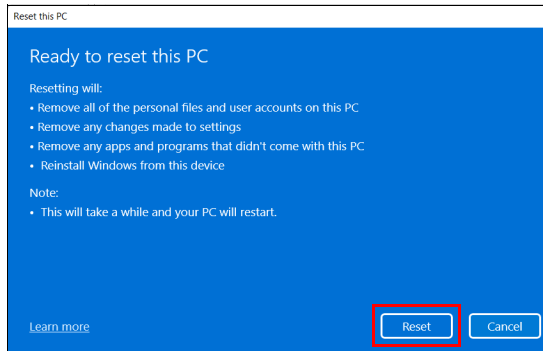 Reset this PC
Ready to reset this PC
Resetting will:
• Remove all of the personal files and user accounts on this PC
• Remove any changes made to settings
• Remove any apps and programs that didn't come with this PC
• Reinstall Windows from this device
Note:
• This will take a while and your PC will restart.
Learn more
Reset
Cancel